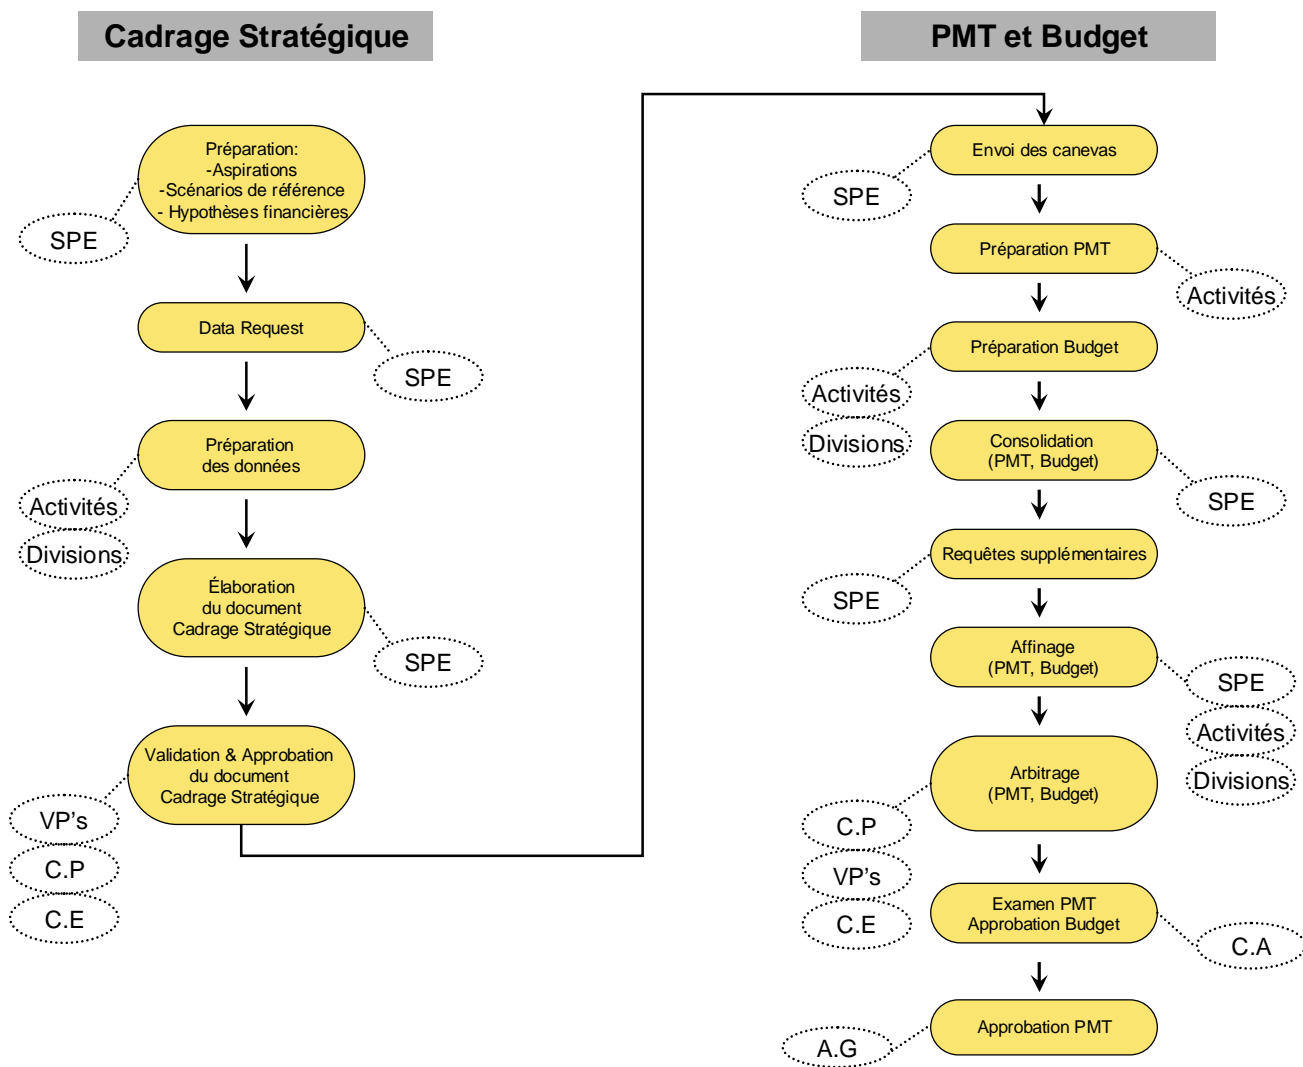 Cadrage Stratégique
Préparation:
-Aspirations
-Scénarios de référence
- Hypothèses financières
SPE
Data Request
SPE
Préparation
des données
Activités
Divisions
Élaboration
du document
Cadrage Stratégique
SPE
Validation & Approbation
du document
Cadrage Stratégique
VP's
C.P
C.E
PMT et Budget
Envoi des canevas
SPE
Préparation PMT
Activités
Préparation Budget
Activités
Divisions
Consolidation
(PMT, Budget)
SPE
Requêtes supplémentaires
SPE
Affinage
(PMT, Budget)
SPE
Activités
Divisions
Arbitrage
(PMT, Budget)
C.P
VP's
C.E
Examen PMT
Approbation Budget
C.A
Approbation PMT
A.G